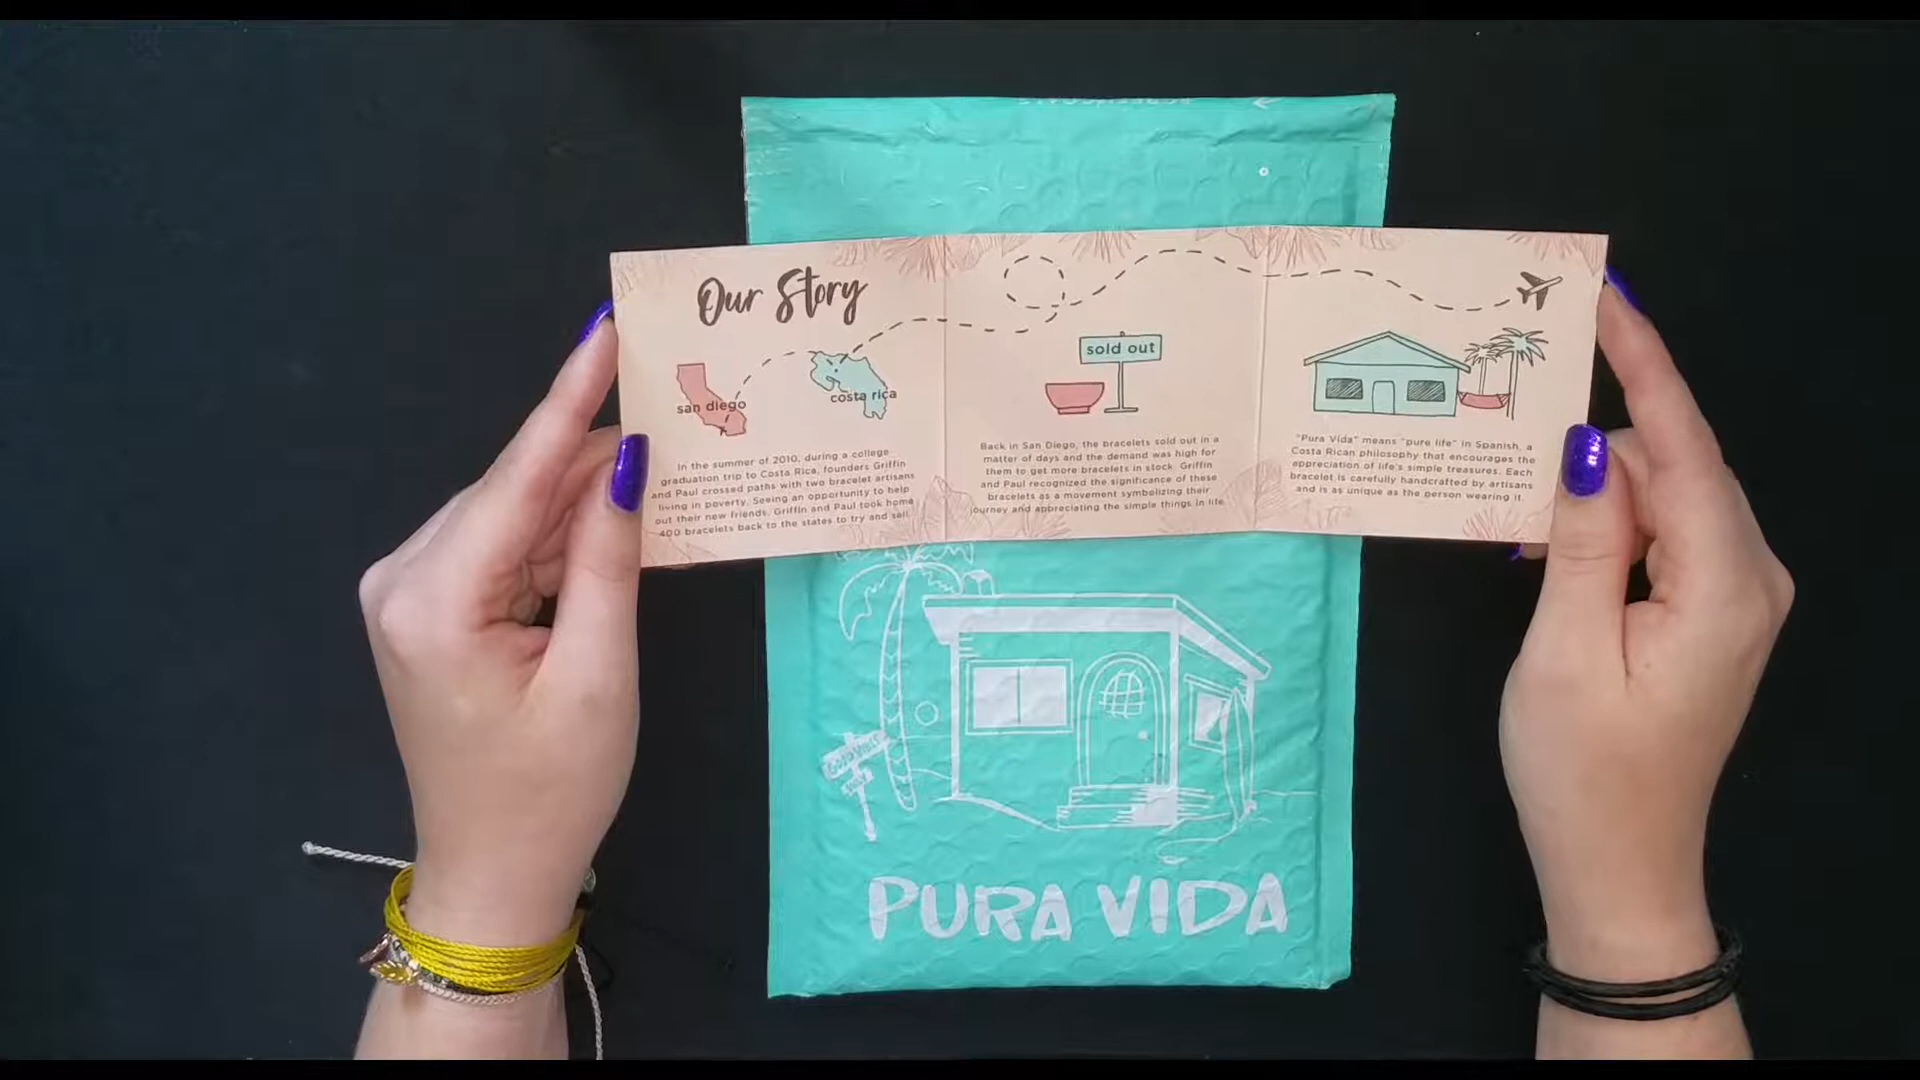 Our Story
san diego
costa rica
In the summer of 2010, during a college
graduation trip to Costa Rica, founders Griffin
and Paul crossed paths with two bracelet artisans
living in poverty. Seeing an opportunity to help
out their new friends, Griffin and Paul took home
400 bracelets back to the states to try and sell.
sold out
Back in San Diego, the bracelets sold out in a
matter of days and the demand was high for
them to get more bracelets in stock. Griffin
and Paul recognized the significance of these
bracelets as a movement symbolizing their
journey and appreciating the simple things in life.
"Pura Vida" means "pure life" in Spanish, a
Costa Rican philosophy that encourages the
appreciation of life's simple treasures. Each
bracelet is carefully handcrafted by artisans
and is as unique as the person wearing it.
GOOD VIBES
PURA VIDA